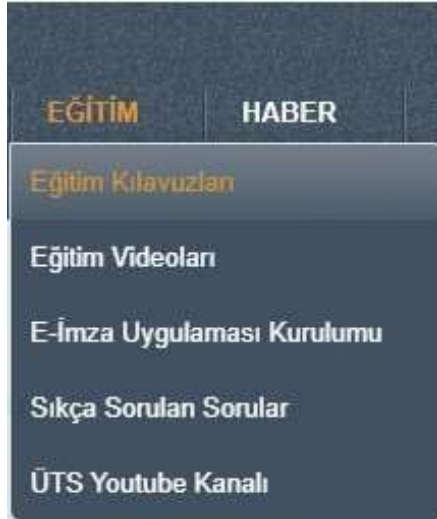 EĞİTİM HABER
Eğitim Kılavuzları
Eğitim Videoları
E-İmza Uygulaması Kurulumu
Sıkça Sorulan Sorular
ÜTS Youtube Kanalı